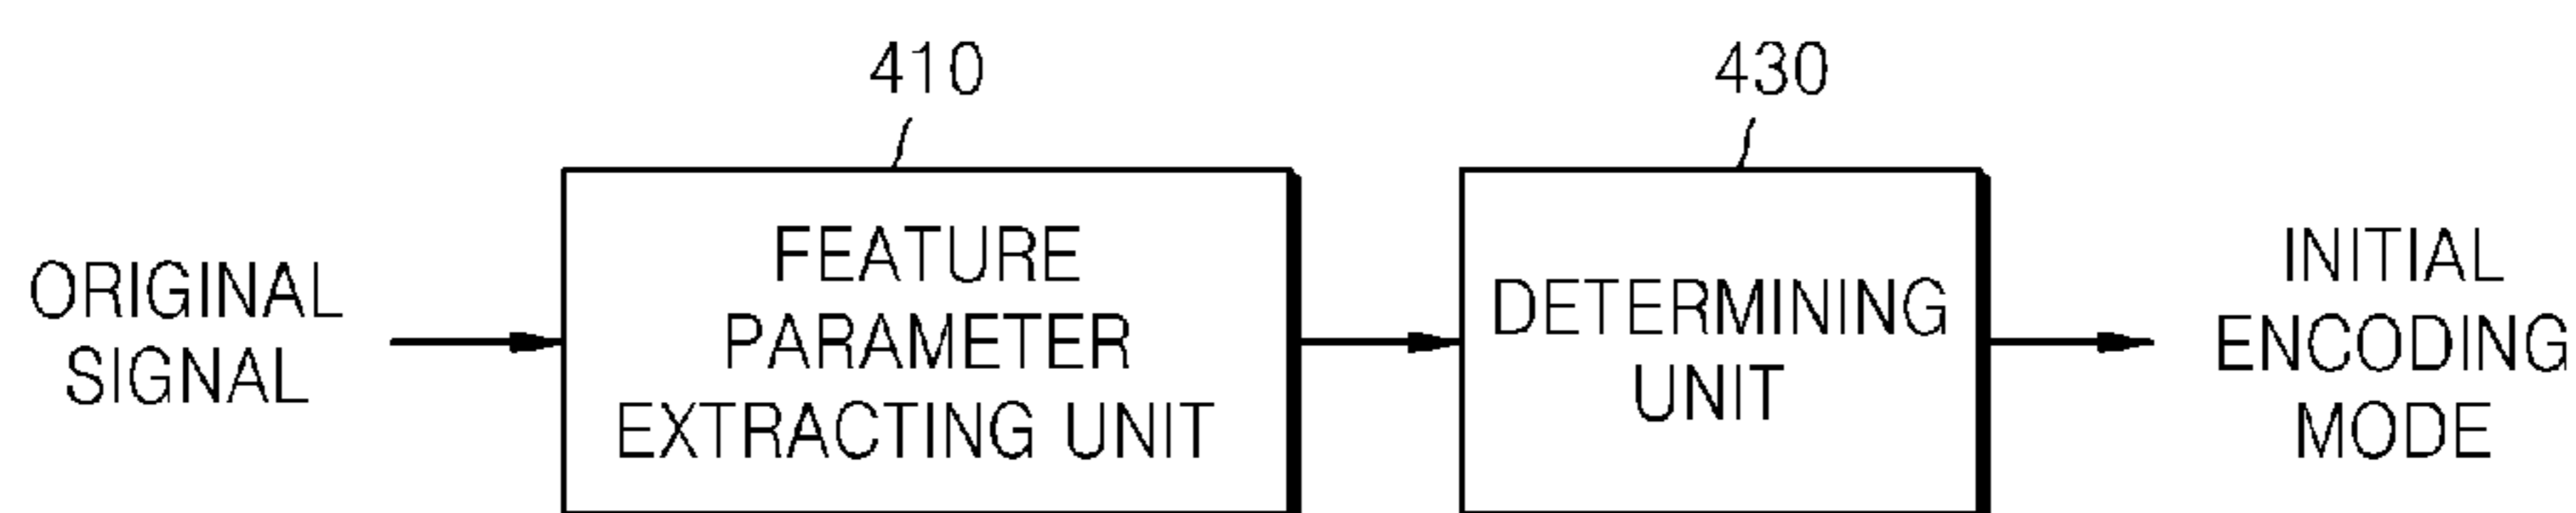 410
430
ORIGINAL
SIGNAL
FEATURE
PARAMETER
EXTRACTING UNIT
DETERMINING
UNIT
INITIAL
ENCODING
MODE